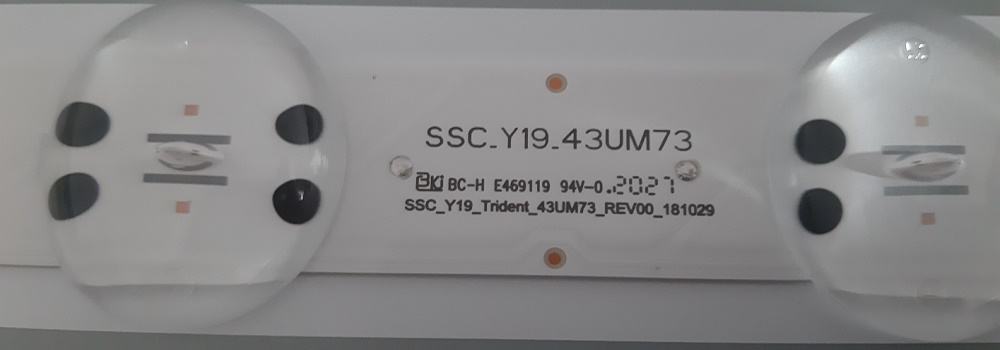 SSC_Y19_43UM73
BC-H E469119 94V-0 .2027
SSC_Y19_Trident_43UM73_REV00_181029